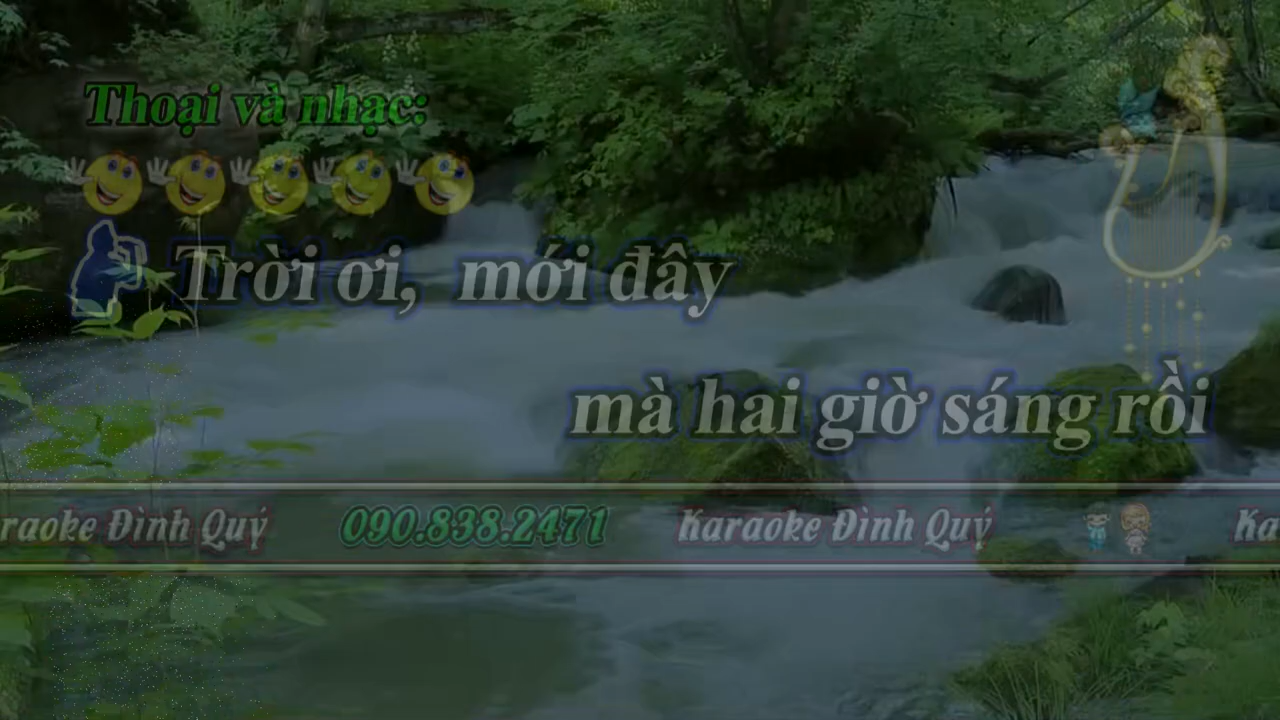 Thoại và nhạc:
Trời ơi, mới đây
mà hai giờ sáng rồi
raoke Đình Quý 090.838.2471 Karaoke Đình Quý Ka